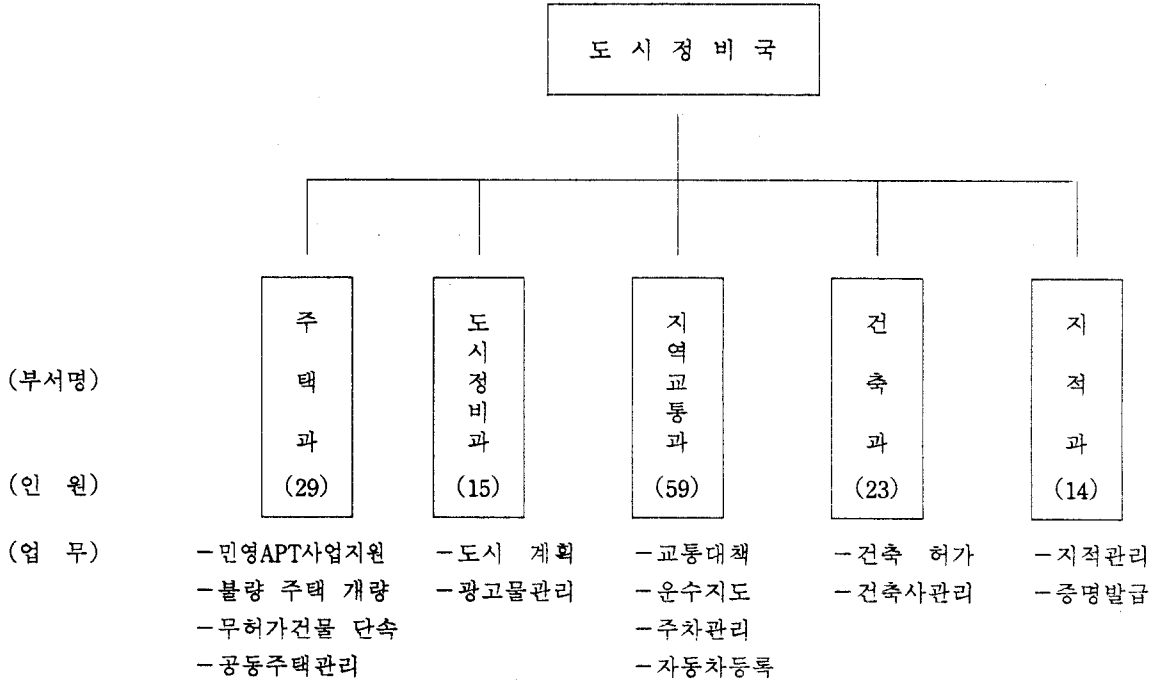 도 시 정 비 국
(부서명) 주택과 도시정비과 지역교통과 건축과 지적과
(인 원) (29) (15) (59) (23) (14)
(업 무) －민영APT사업지원 －도시 계획 －교통대책 －건축 허가 －지적관리
－불량 주택 개량 －광고물관리 －운수지도 －건축사관리 －증명발급
－무허가건물 단속 －주차관리
－공동주택관리 －자동차등록